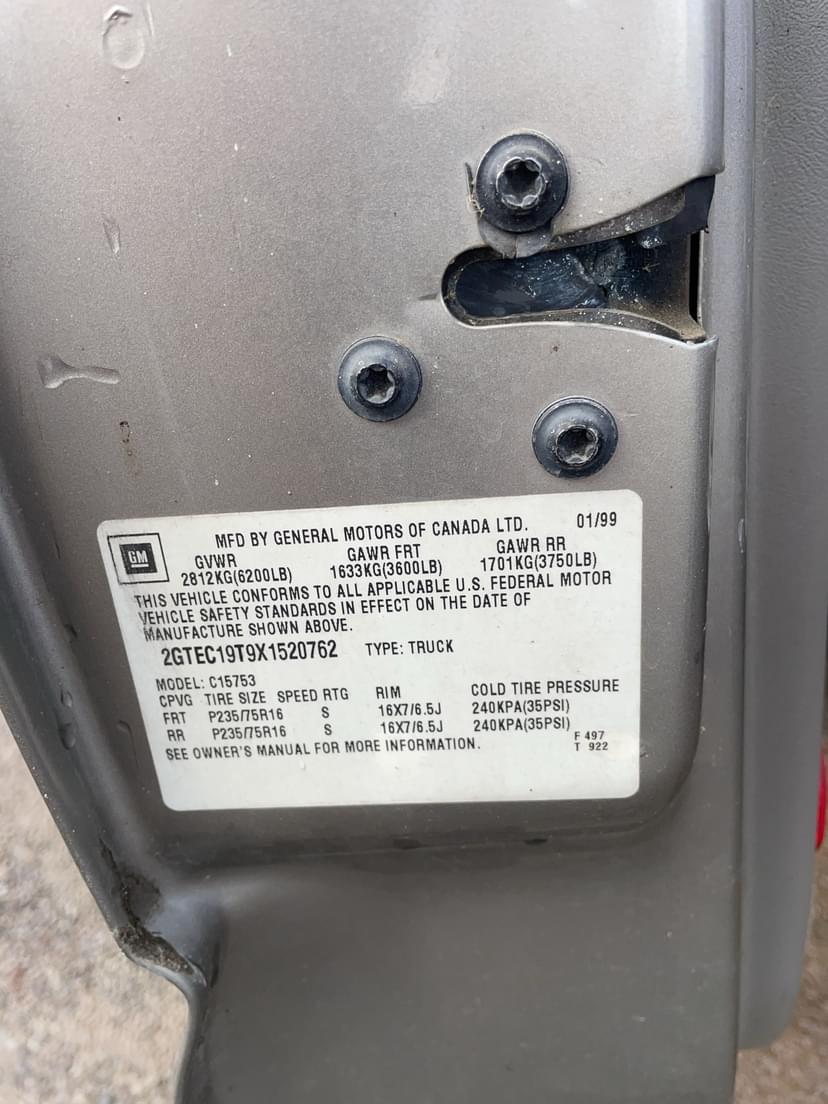 MFD BY GENERAL MOTORS OF CANADA LTD. 01/99
GM
GVWR GAWR FRT GAWR RR
2812KG(6200LB) 1633KG(3600LB) 1701KG(3750LB)
THIS VEHICLE CONFORMS TO ALL APPLICABLE U.S. FEDERAL MOTOR
VEHICLE SAFETY STANDARDS IN EFFECT ON THE DATE OF
MANUFACTURE SHOWN ABOVE.
2GTEC19T9X1520762 TYPE: TRUCK
MODEL: C15753
CPVG TIRE SIZE SPEED RTG RIM COLD TIRE PRESSURE
FRT P235/75R16 S 16X7/6.5J 240KPA(35PSI)
RR P235/75R16 S 16X7/6.5J 240KPA(35PSI)
SEE OWNER'S MANUAL FOR MORE INFORMATION.
F 497
T 922